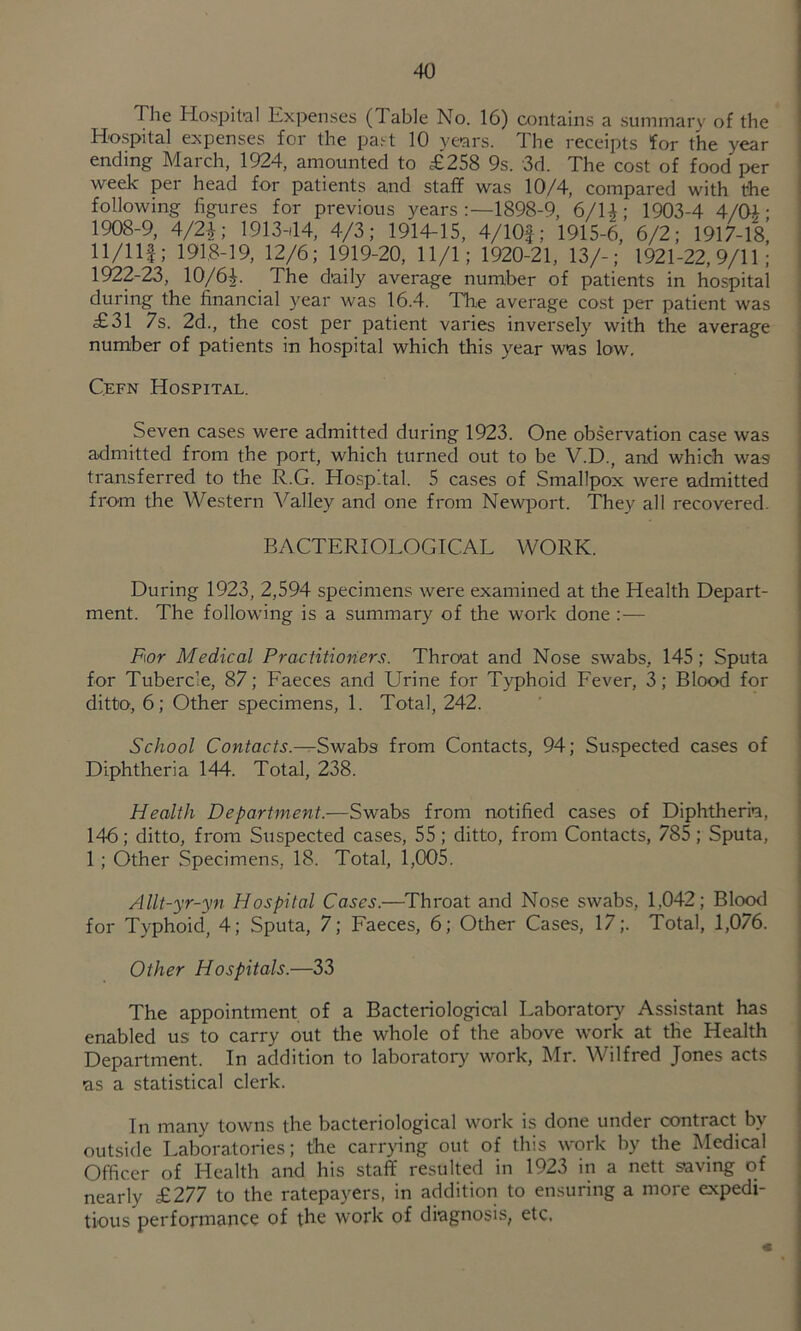 40
The Hospital Expenses (Table No. 16) contains a summary of the
Hospital expenses for the past 10 years. The receipts for the year
ending March, 1924, amounted to £258 9s. 3d. The cost of food per
week per head for patients and staff was 10/4, compared with the
following figures for previous years :—1898-9, 6/1½; 1903-4 4/0½;
1908-9, 4/2½; 1913-14, 4/3; 1914-15, 4/10¾; 1915-6, 6/2; 1917-18,
11/11¾; 1918-19, 12/6; 1919-20, 11/1; 1920-21, 13/-; 1921-22, 9/11;
1922-23, 10/6½. The daily average number of patients in hospital
during the financial year was 16.4. The average cost per patient was
£31 7s. 2d., the cost per patient varies inversely with the average
number of patients in hospital which this year was low.
CEFN HOSPITAL.
Seven cases were admitted during 1923. One observation case was
admitted from the port, which turned out to be V.D., and which was
transferred to the R.G. Hospital. 5 cases of Smallpox were admitted
from the Western Valley and one from Newport. They all recovered.
BACTERIOLOGICAL WORK.
During 1923, 2,594 specimens were examined at the Health Depart-
ment. The following is a summary of the work done :—
For Medical Practitioners. Throat and Nose swabs, 145; Sputa
for Tubercle, 87; Faeces and Urine for Typhoid Fever, 3; Blood for
ditto, 6; Other specimens, 1. Total, 242.
School Contacts.—Swabs from Contacts, 94; Suspected cases of
Diphtheria 144. Total, 238.
Health Department.—Swabs from notified cases of Diphtheria,
146; ditto, from Suspected cases, 55; ditto, from Contacts, 785; Sputa,
1; Other Specimens, 18. Total, 1,005.
Allt-yr-yn Hospital Cases.—Throat and Nose swabs, 1,042; Blood
for Typhoid, 4; Sputa, 7; Faeces, 6; Other Cases, 17;. Total, 1,076.
Other Hospitals.—33
The appointment of a Bacteriological Laboratory Assistant has
enabled us to carry out the whole of the above work at the Health
Department. In addition to laboratory work, Mr. Wilfred Jones acts
as a statistical clerk.
In many towns the bacteriological work is done under contract by
outside Laboratories; the carrying out of this work by the Medical
Officer of Health and his staff resulted in 1923 in a nett saving of
nearly £277 to the ratepayers, in addition to ensuring a more expedi-
tious performance of the work of diagnosis, etc.